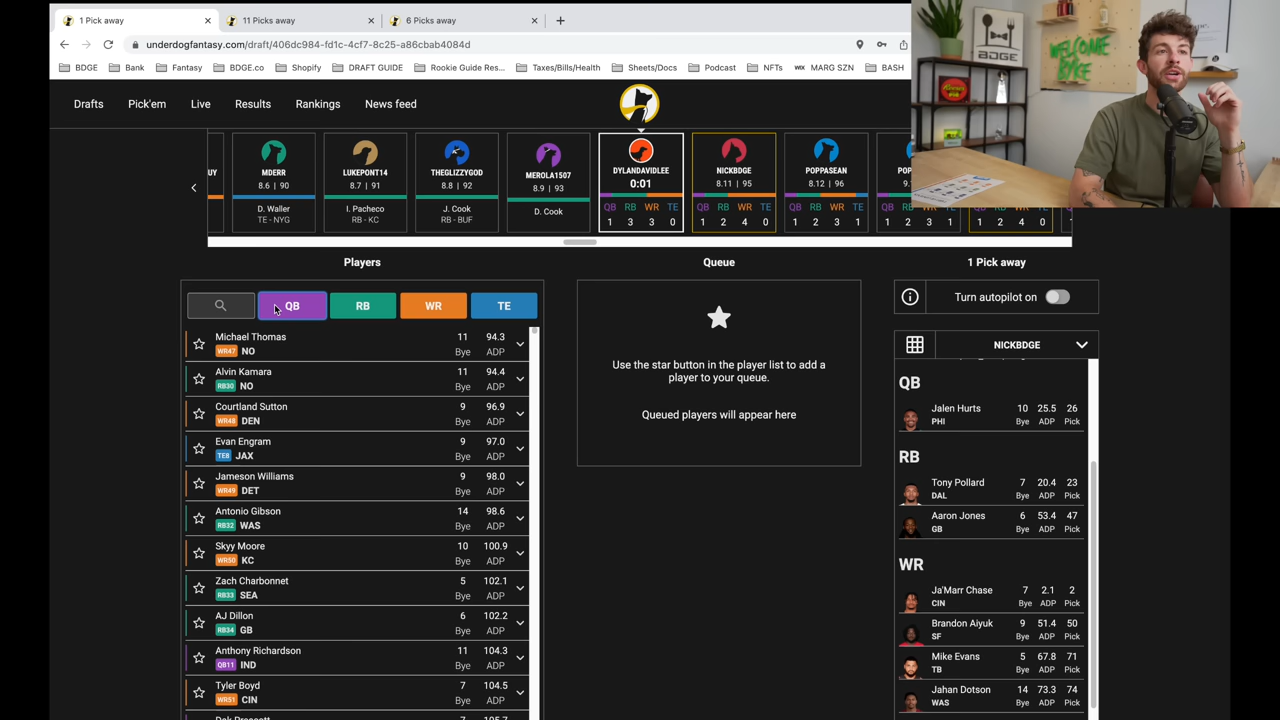 1 Pick away
11 Picks away
6 Picks away
underdogfantasy.com/draft/406dc984-fd1c-4cf7-8c25-a86cbab4084d
BDGE
Bank
Fantasy
BDGE.co
Shopify
DRAFT GUIDE
Rookie Guide Res...
Taxes/Bills/Health
Sheets/Docs
Podcast
NFTs
WIX MARG SZN
BASH
BDGE
WELCOME
Drafts
Pick'em
Live
Results
Rankings
News feed
UY
MDERR
8.6 | 90
D. Waller
TE - NYG
LUKEPONT14
8.7 | 91
I. Pacheco
RB - KC
THEGLIZZYGOD
8.8 | 92
J. Cook
RB - BUF
MEROLA1507
8.9 | 93
D. Cook
DYLANDAVIDLEE
0:01
QB RB WR TE
1 3 3 0
NICKBDGE
8.11 | 95
QB RB WR TE
1 2 4 0
POPPASEAN
8.12 | 96
QB RB WR TE
1 2 3 1
POP
9.
QB RB WR TE
1 2 3 1
QB RB WR TE
1 2 4 0
Players
QB
RB
WR
TE
Michael Thomas 11 94.3
WR47 NO Bye ADP
Alvin Kamara 11 94.4
RB30 NO Bye ADP
Courtland Sutton 9 96.9
WR48 DEN Bye ADP
Evan Engram 9 97.0
TE8 JAX Bye ADP
Jameson Williams 9 98.0
WR49 DET Bye ADP
Antonio Gibson 14 98.6
RB32 WAS Bye ADP
Skyy Moore 10 100.9
WR50 KC Bye ADP
Zach Charbonnet 5 102.1
RB33 SEA Bye ADP
AJ Dillon 6 102.2
RB34 GB Bye ADP
Anthony Richardson 11 104.3
QB11 IND Bye ADP
Tyler Boyd 7 104.5
WR51 CIN Bye ADP
Queue
Use the star button in the player list to add a
player to your queue.
Queued players will appear here
1 Pick away
Turn autopilot on
NICKBDGE
QB
Jalen Hurts 10 25.5 26
PHI Bye ADP Pick
RB
Tony Pollard 7 20.4 23
DAL Bye ADP Pick
Aaron Jones 6 53.4 47
GB Bye ADP Pick
WR
Ja'Marr Chase 7 2.1 2
CIN Bye ADP Pick
Brandon Aiyuk 9 51.4 50
SF Bye ADP Pick
Mike Evans 5 67.8 71
TB Bye ADP Pick
Jahan Dotson 14 73.3 74
WAS Bye ADP Pick